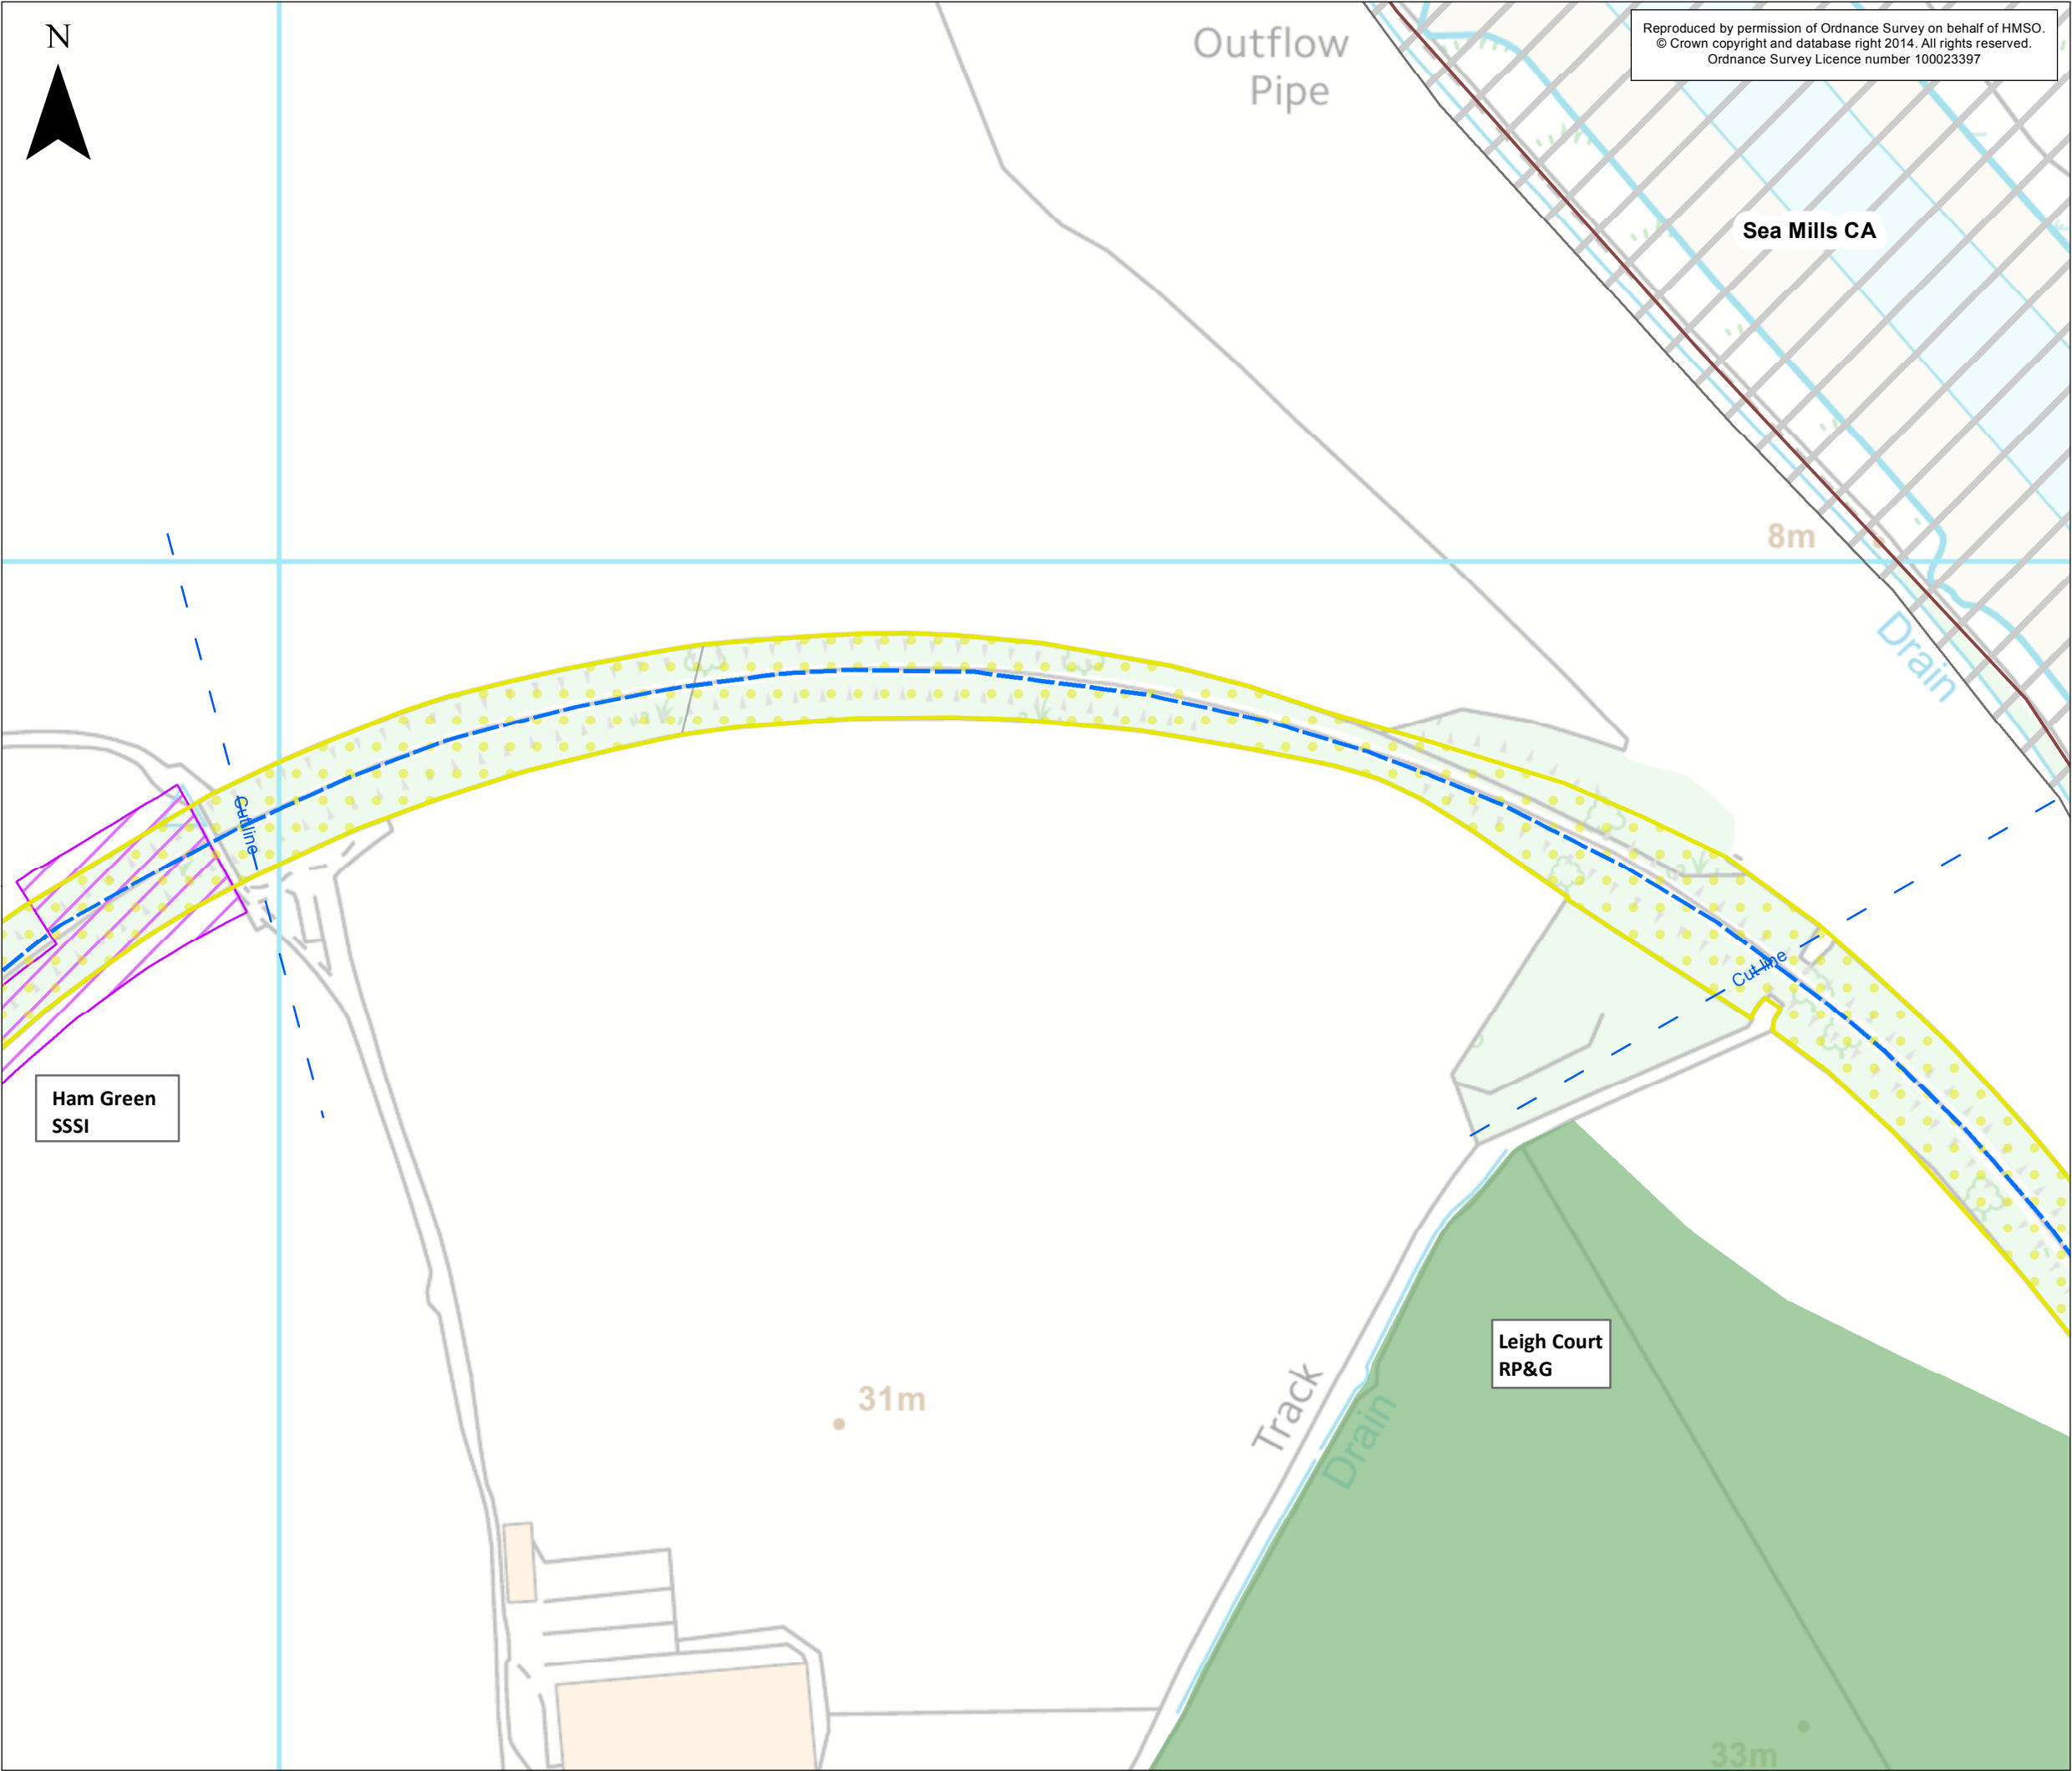 N
Outflow
Pipe
Reproduced by permission of Ordnance Survey on behalf of HMSO.
© Crown copyright and database right 2014. All rights reserved.
Ordnance Survey Licence number 100023397
Sea Mills CA
8m
Drain
Cut line
Cut line
Ham Green
SSSI
Leigh Court
RP&G
31m
Track
Drain
33m